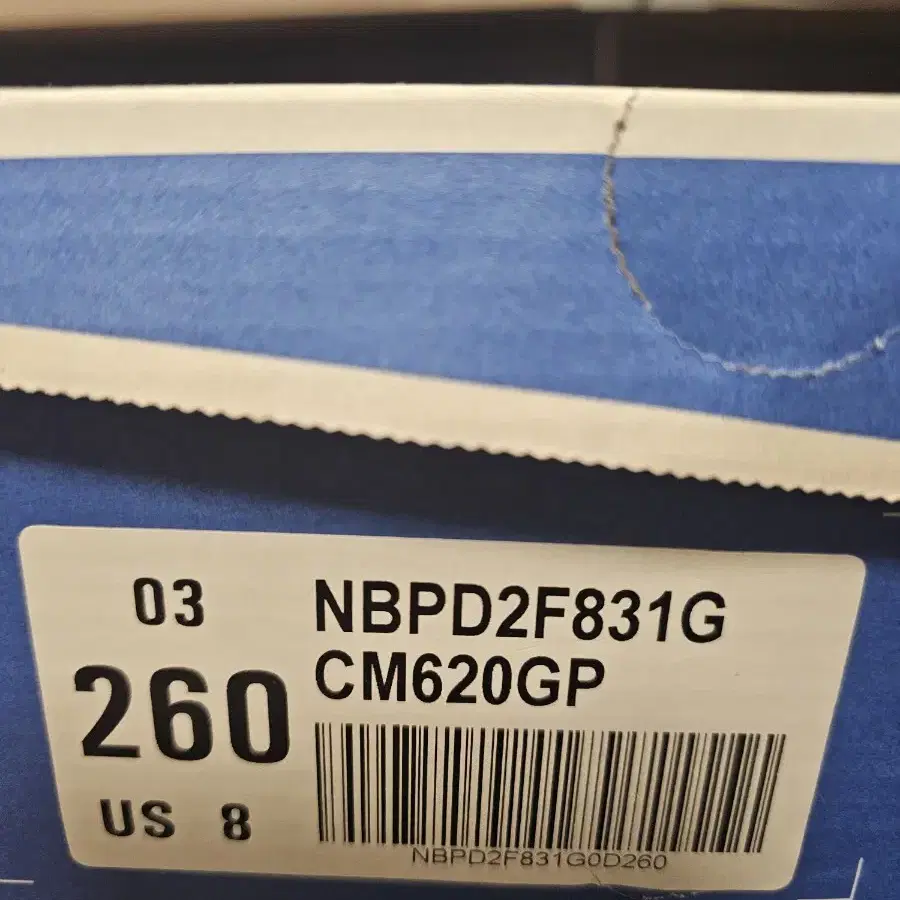 03
260
US 8
NBPD2F831G
CM620GP
NBPD2F831G0D260